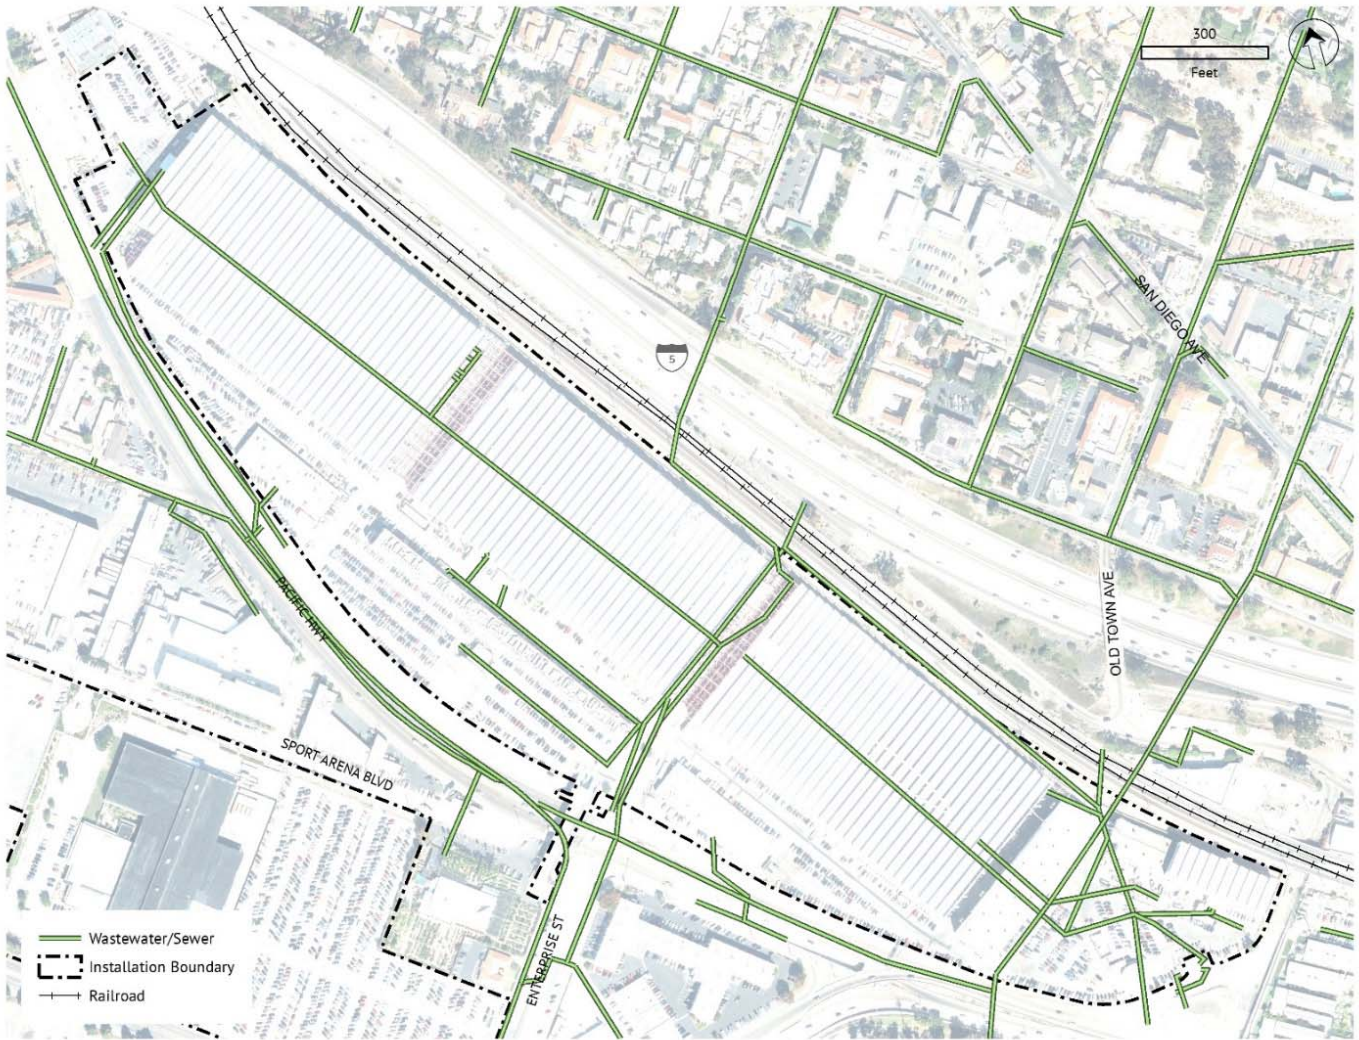 300
Feet
SAN DIEGO AVE
5
OLD TOWN AVE
PACIFIC HWY
SPORT ARENA BLVD
ENTERPRISE ST
Wastewater/Sewer
Installation Boundary
Railroad